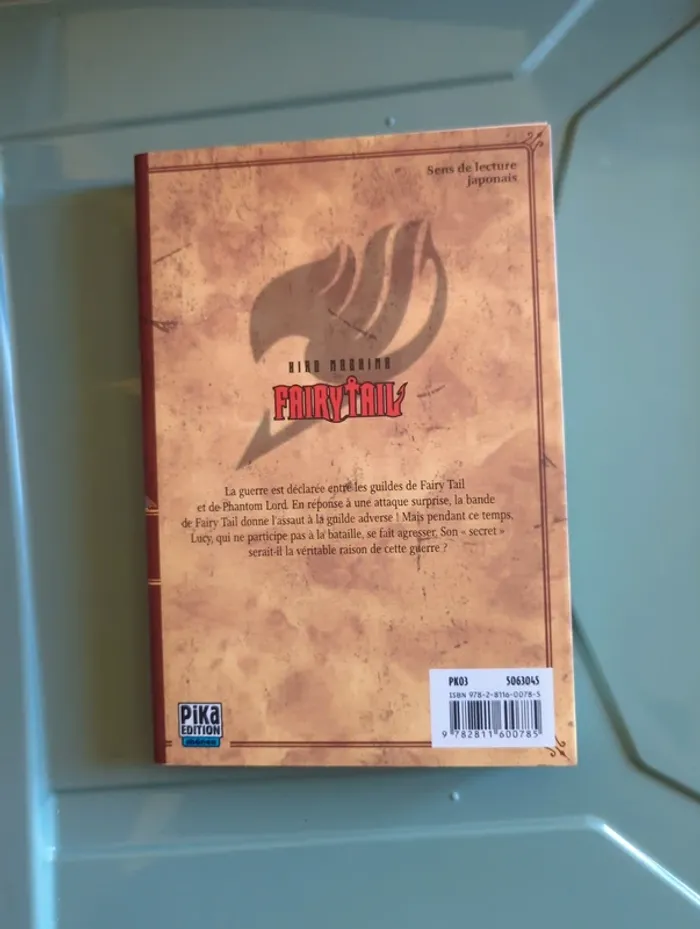 Sens de lecture
japonais
HIRO MASHIMA
FAIRY TAIL
La guerre est déclarée entre les guildes de Fairy Tail
et de Phantom Lord. En réponse à une attaque surprise, la bande
de Fairy Tail donne l'assaut à la guilde adverse ! Mais pendant ce temps,
Lucy, qui ne participe pas à la bataille, se fait agresser. Son « secret »
serait-il la véritable raison de cette guerre ?
PK03 5063045
ISBN 978-2-8116-0078-5
9 782811 600785
PiKa
EDITION